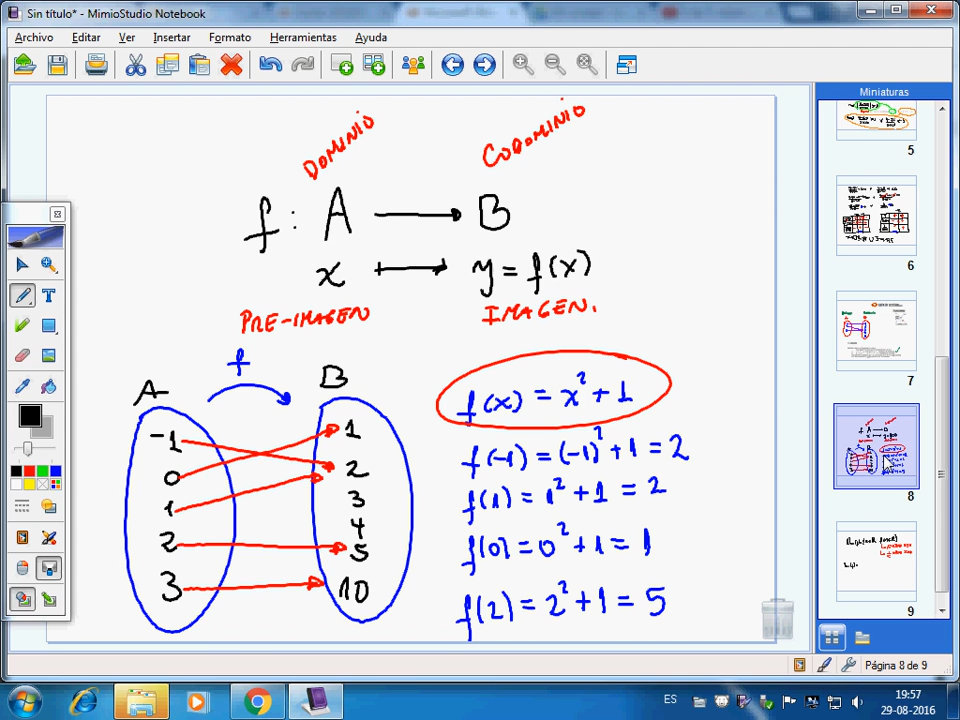 Sin título* - MimioStudio Notebook
Archivo Editar Ver Insertar Formato Herramientas Ayuda
Miniaturas
DOMINIO CODOMINIO
f : A → B
x ↦ y = f(x)
PRE-IMAGEN IMAGEN.
f
A B
-1 1
0 2
1 3
2 4
3 5
10
f(x) = x² + 1
f(-1) = (-1)² + 1 = 2
f(1) = 1² + 1 = 2
f(0) = 0² + 1 = 1
f(2) = 2² + 1 = 5
5
6
7
8
9
Página 8 de 9
ES
19:57
29-08-2016